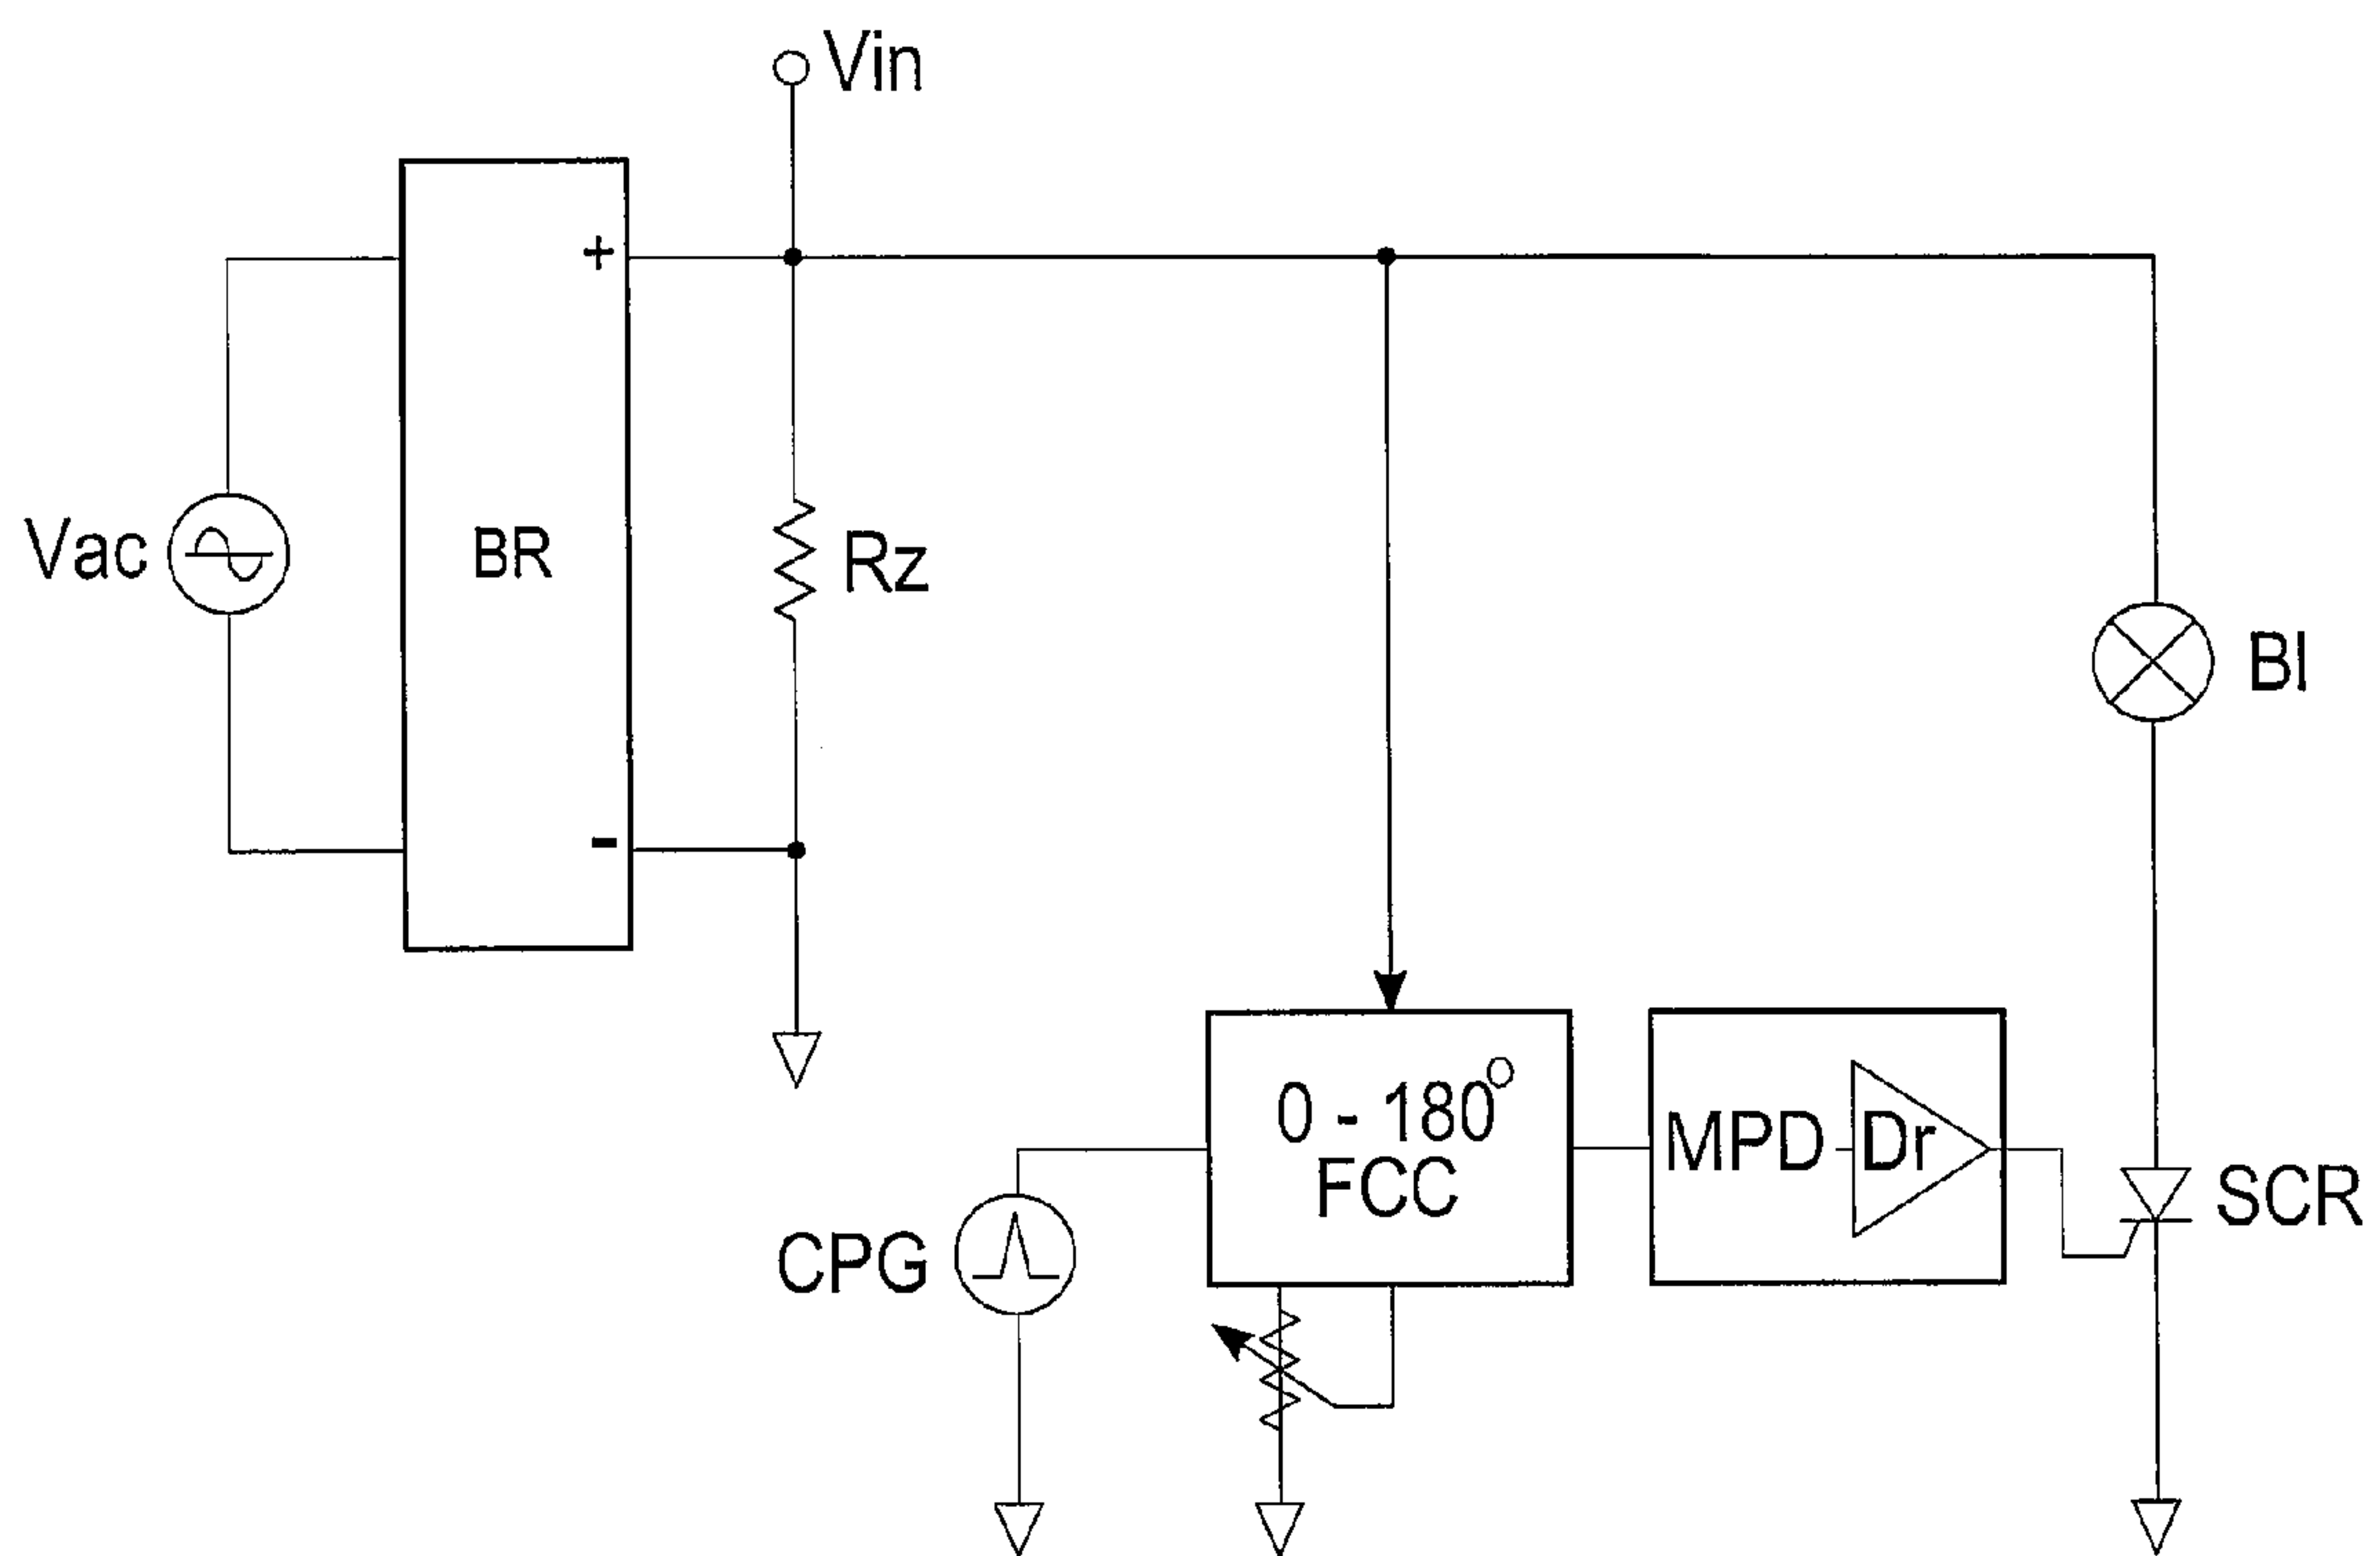 Vin
+
Vac
BR
Rz
-
Bl
0 - 180°
FCC
MPD
Dr
SCR
CPG